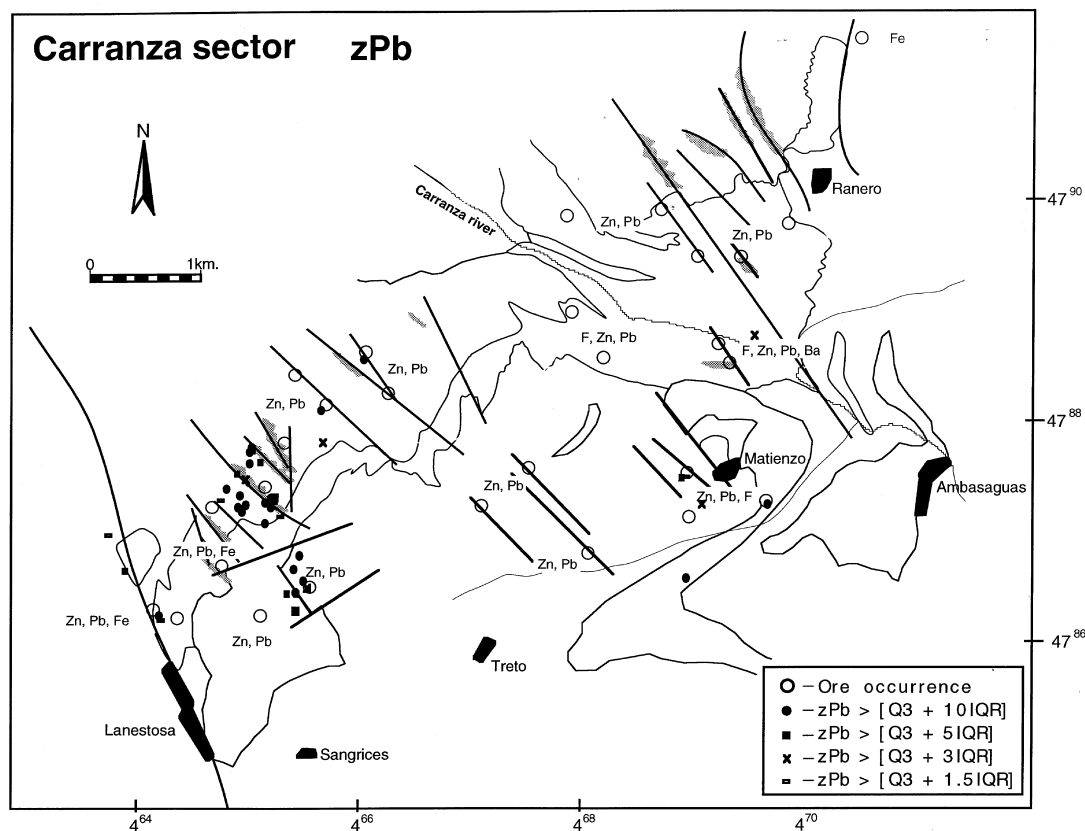 Carranza sector zPb
Fe
N
Ranero
47 90
Carranza river
Zn, Pb
Zn, Pb
0 1km.
F, Zn, Pb
F, Zn, Pb, Ba
Zn, Pb
Zn, Pb
47 88
Matienzo
Zn, Pb
Zn, Pb, F
Ambasaguas
Zn, Pb, Fe
Zn, Pb
Zn, Pb
Zn, Pb, Fe
Zn, Pb
47 86
Treto
Lanestosa
Sangrices
Ore occurrence
zPb > [Q3 + 10IQR]
zPb > [Q3 + 5IQR]
zPb > [Q3 + 3IQR]
zPb > [Q3 + 1.5IQR]
4 64 4 66 4 68 4 70